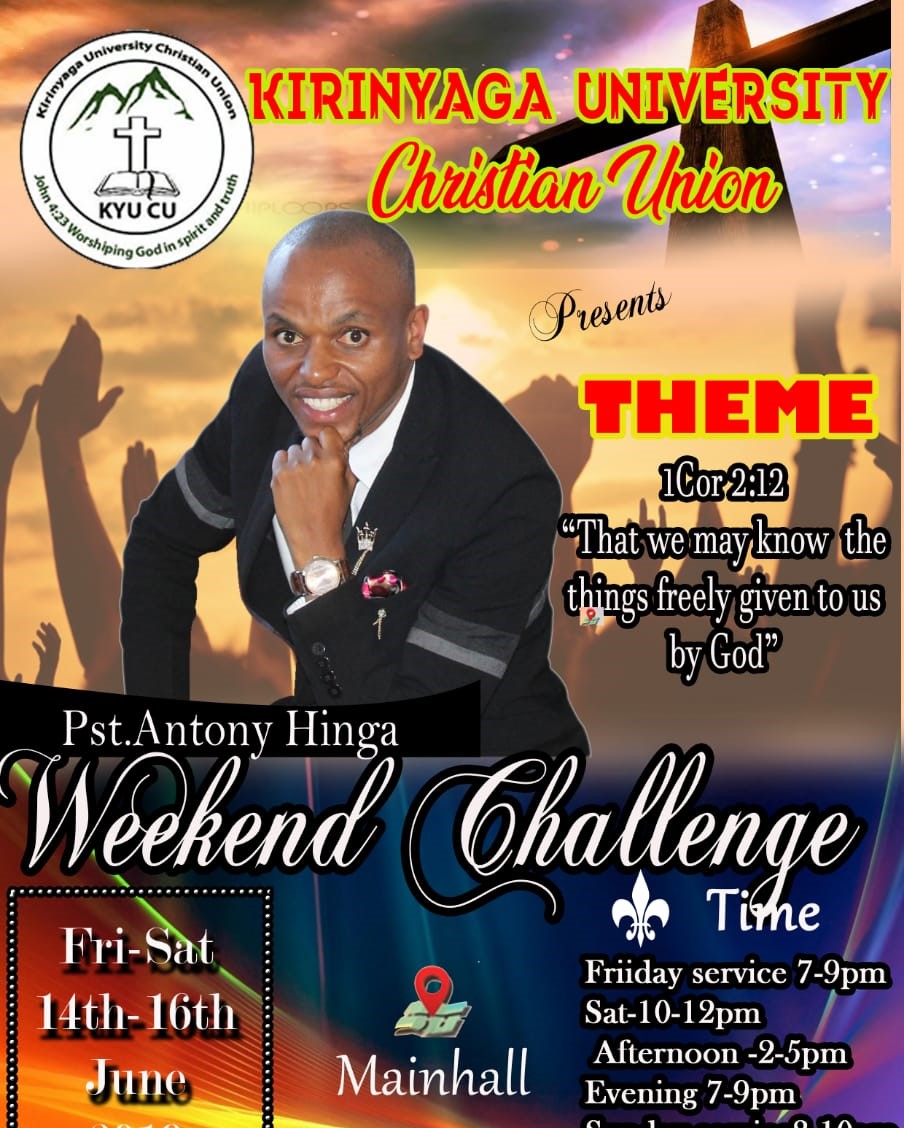 Kirinyaga University Christian Union
KYU CU
John 4:23 Worshiping God in spirit and truth
KIRINYAGA UNIVERSITY
Christian Union
Presents
THEME
1Cor 2:12
“That we may know the
things freely given to us
by God”
Pst.Antony Hinga
Weekend Challenge
Fri-Sat
14th-16th
June
Mainhall
Time
Friiday service 7-9pm
Sat-10-12pm
Afternoon -2-5pm
Evening 7-9pm